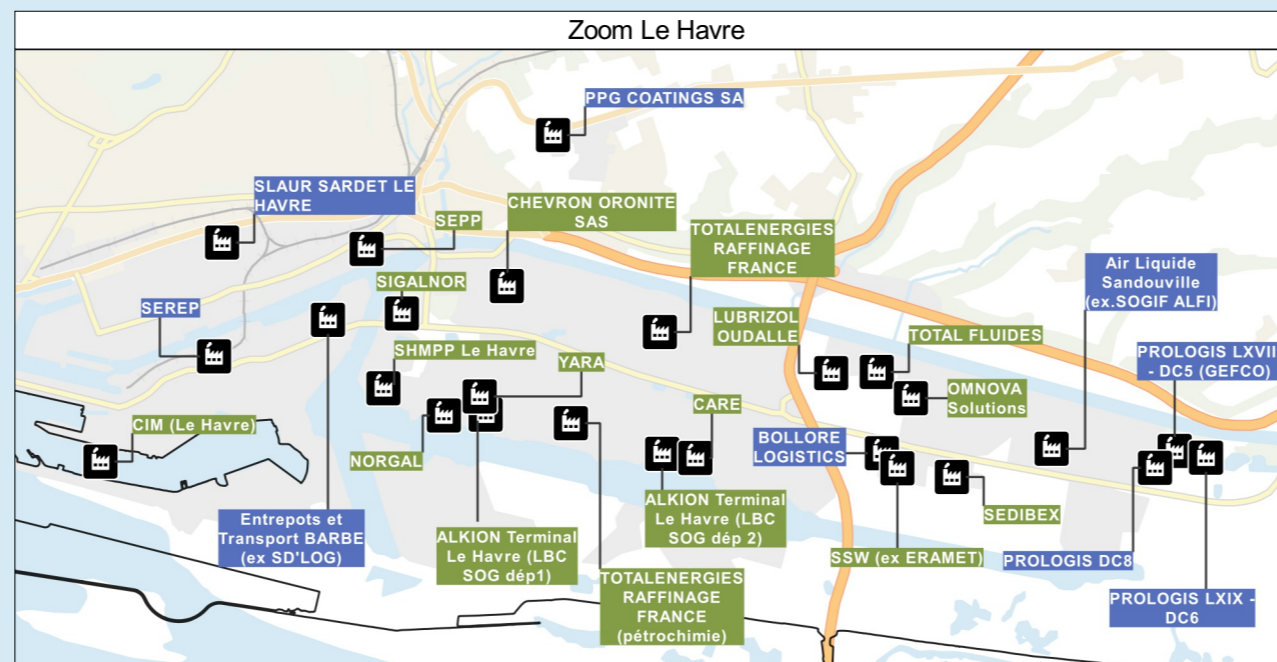 Zoom Le Havre
PPG COATINGS SA
SLAUR SARDET LE
HAVRE
SEPP
CHEVRON ORONITE
SAS
TOTALENERGIES
RAFFINAGE
FRANCE
Air Liquide
Sandouville
(ex.SOGIF ALFI)
SIGALNOR
SEREP
LUBRIZOL
OUDALLE
TOTAL FLUIDES
PROLOGIS LXVII
- DC5 (GEFCO)
SHMPP Le Havre
YARA
OMNOVA
Solutions
CARE
CIM (Le Havre)
NORGAL
BOLLORE
LOGISTICS
Entrepots et
Transport BARBE
(ex SD'LOG)
ALKION Terminal
Le Havre (LBC
SOG dép1)
ALKION Terminal
Le Havre (LBC
SOG dép 2)
SEDIBEX
SSW (ex ERAMET)
PROLOGIS DC8
TOTALENERGIES
RAFFINAGE
FRANCE
(pétrochimie)
PROLOGIS LXIX -
DC6